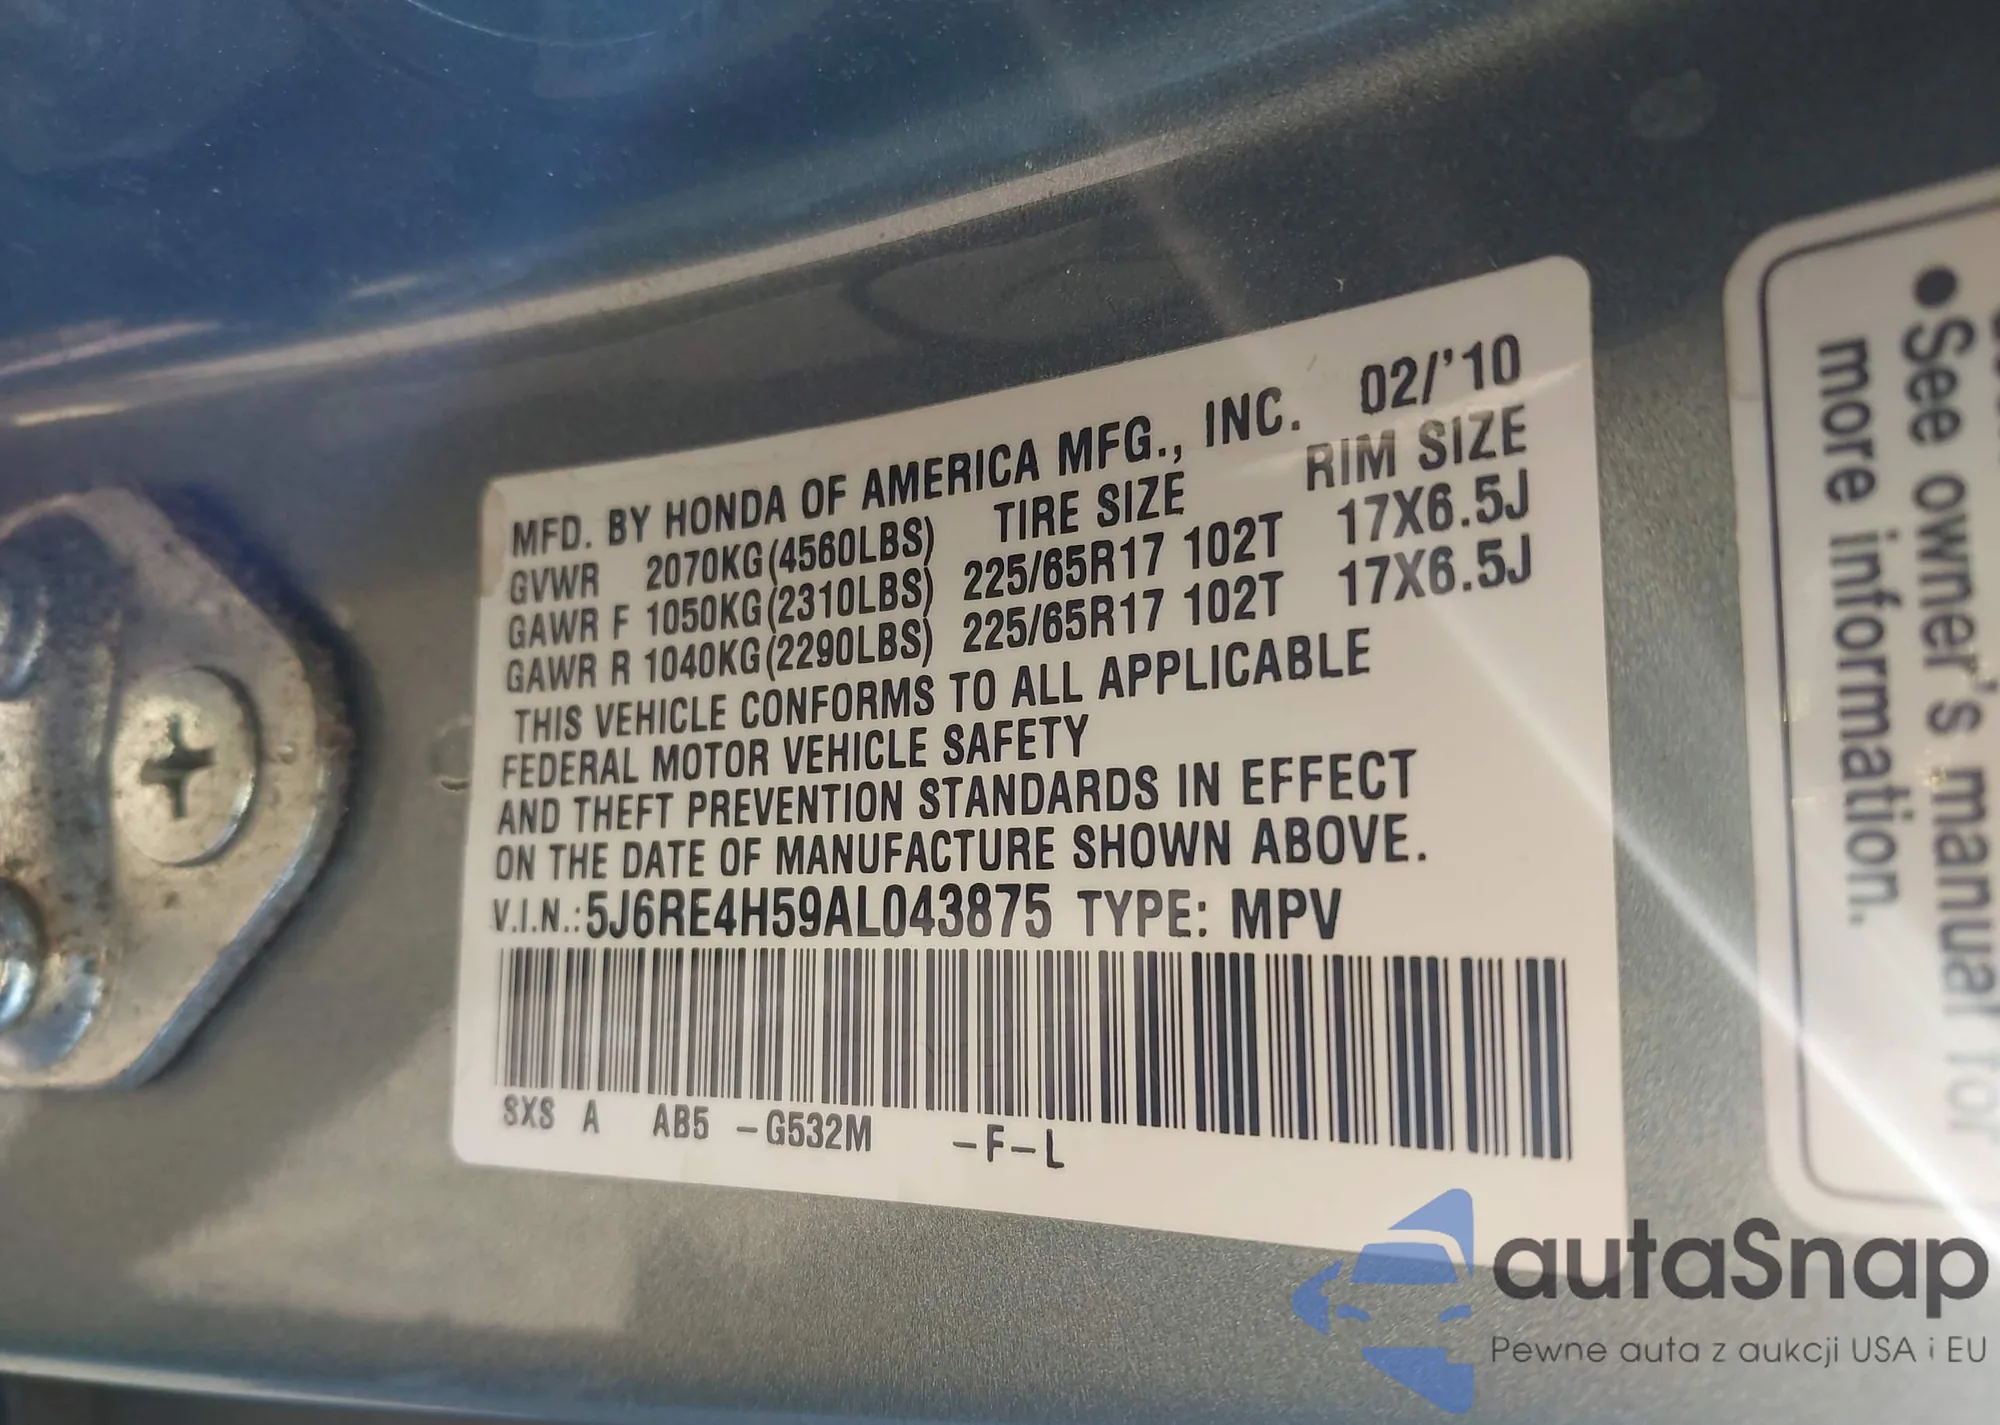 MFD. BY HONDA OF AMERICA MFG., INC. 02/'10
GVWR 2070KG(4560LBS) TIRE SIZE RIM SIZE
GAWR F 1050KG(2310LBS) 225/65R17 102T 17X6.5J
GAWR R 1040KG(2290LBS) 225/65R17 102T 17X6.5J
THIS VEHICLE CONFORMS TO ALL APPLICABLE
FEDERAL MOTOR VEHICLE SAFETY
AND THEFT PREVENTION STANDARDS IN EFFECT
ON THE DATE OF MANUFACTURE SHOWN ABOVE.
V.I.N.:5J6RE4H59AL043875 TYPE: MPV
SXS A AB5 -G532M -F-L
●See owner's manual for
more information.
autaSnap
Pewne auta z aukcji USA i EU